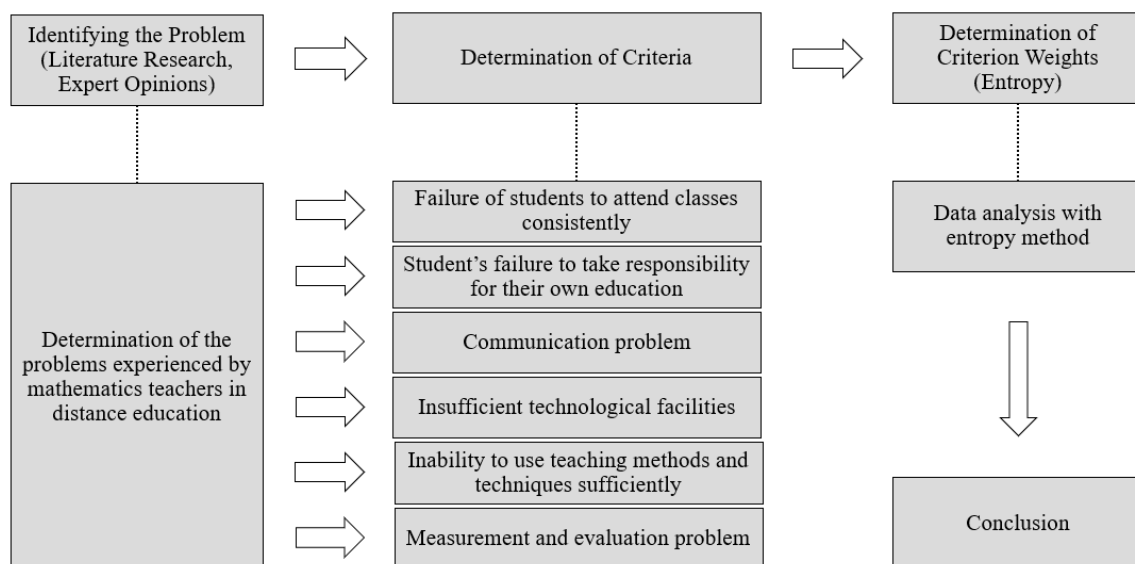 Identifying the Problem
(Literature Research,
Expert Opinions)
Determination of Criteria
Determination of
Criterion Weights
(Entropy)
Determination of the
problems experienced by
mathematics teachers in
distance education
Failure of students to attend classes
consistently
Student’s failure to take responsibility
for their own education
Communication problem
Insufficient technological facilities
Inability to use teaching methods and
techniques sufficiently
Measurement and evaluation problem
Data analysis with
entropy method
Conclusion